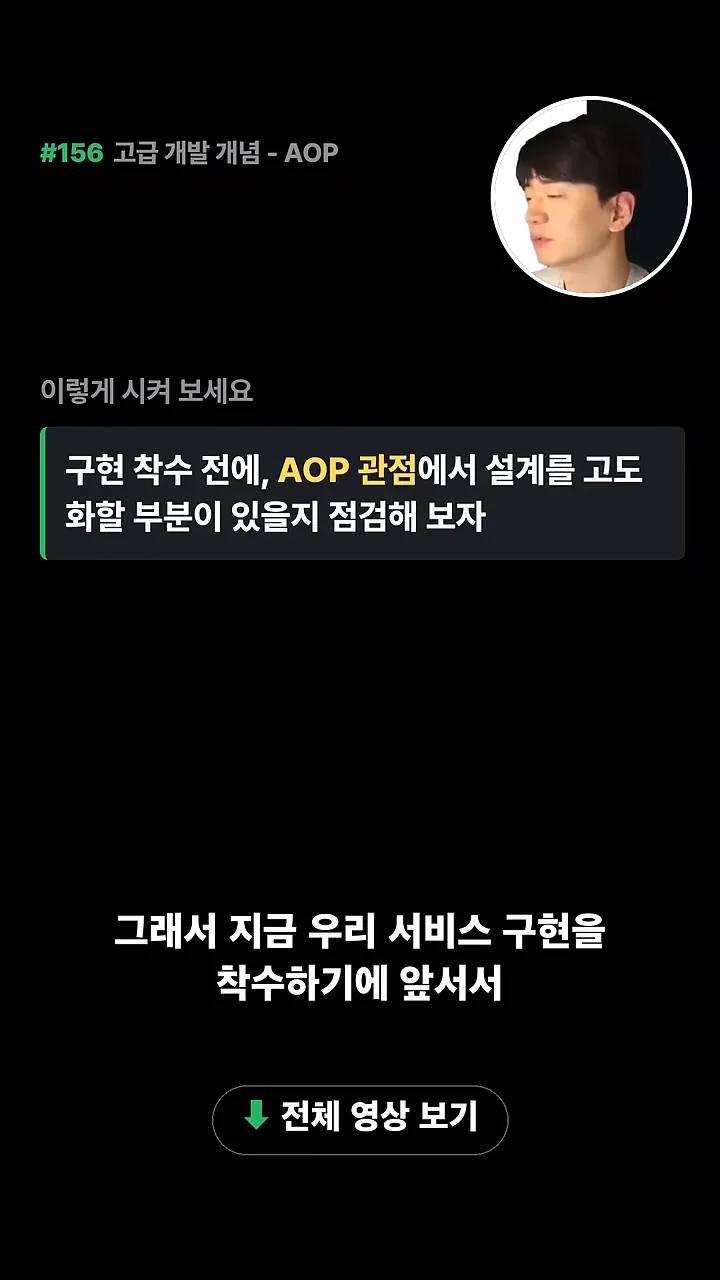 #156 고급 개발 개념 - AOP
이렇게 시켜 보세요
구현 착수 전에, AOP 관점에서 설계를 고도
화할 부분이 있을지 점검해 보자
그래서 지금 우리 서비스 구현을
착수하기에 앞서서
전체 영상 보기